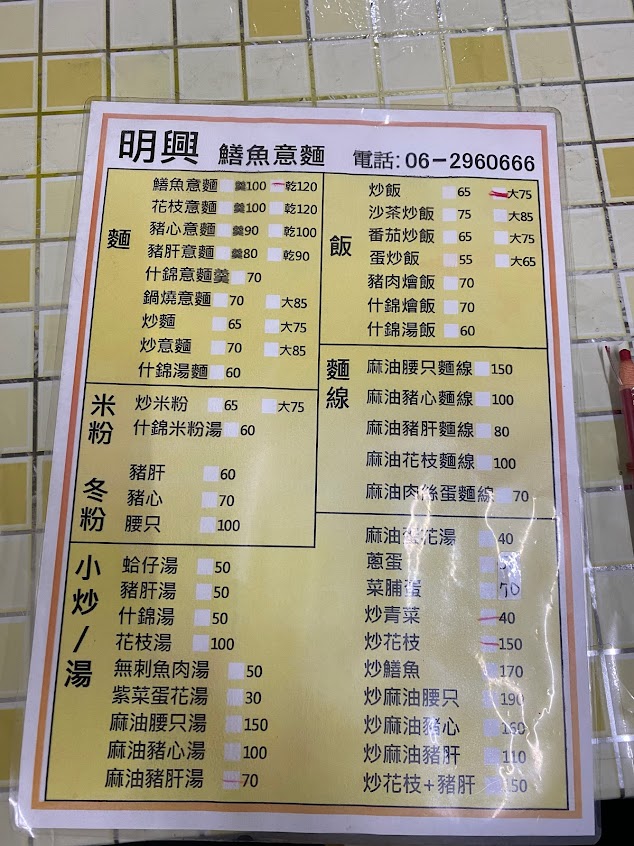 明興 鱔魚意麵 電話:06-2960666
麵
鱔魚意麵 羹100 乾120
花枝意麵 羹100 乾120
豬心意麵 羹90 乾100
豬肝意麵 羹80 乾90
什錦意麵羹 70
鍋燒意麵 70 大85
炒麵 65 大75
炒意麵 70 大85
什錦湯麵 60
米粉
炒米粉 65 大75
什錦米粉湯 60
冬粉
豬肝 60
豬心 70
腰只 100
小炒/湯
蛤仔湯 50
豬肝湯 50
什錦湯 50
花枝湯 100
無刺魚肉湯 50
紫菜蛋花湯 30
麻油腰只湯 150
麻油豬心湯 100
麻油豬肝湯 70
飯
炒飯 65 大75
沙茶炒飯 75 大85
番茄炒飯 65 大75
蛋炒飯 55 大65
豬肉燴飯 70
什錦燴飯 70
什錦湯飯 60
麵線
麻油腰只麵線 150
麻油豬心麵線 100
麻油豬肝麵線 80
麻油花枝麵線 100
麻油肉絲蛋麵線 70
麻油蛋花湯 40
蔥蛋
菜脯蛋 70
炒青菜 40
炒花枝 150
炒鱔魚 170
炒麻油腰只 190
炒麻油豬心 160
炒麻油豬肝 110
炒花枝+豬肝 150